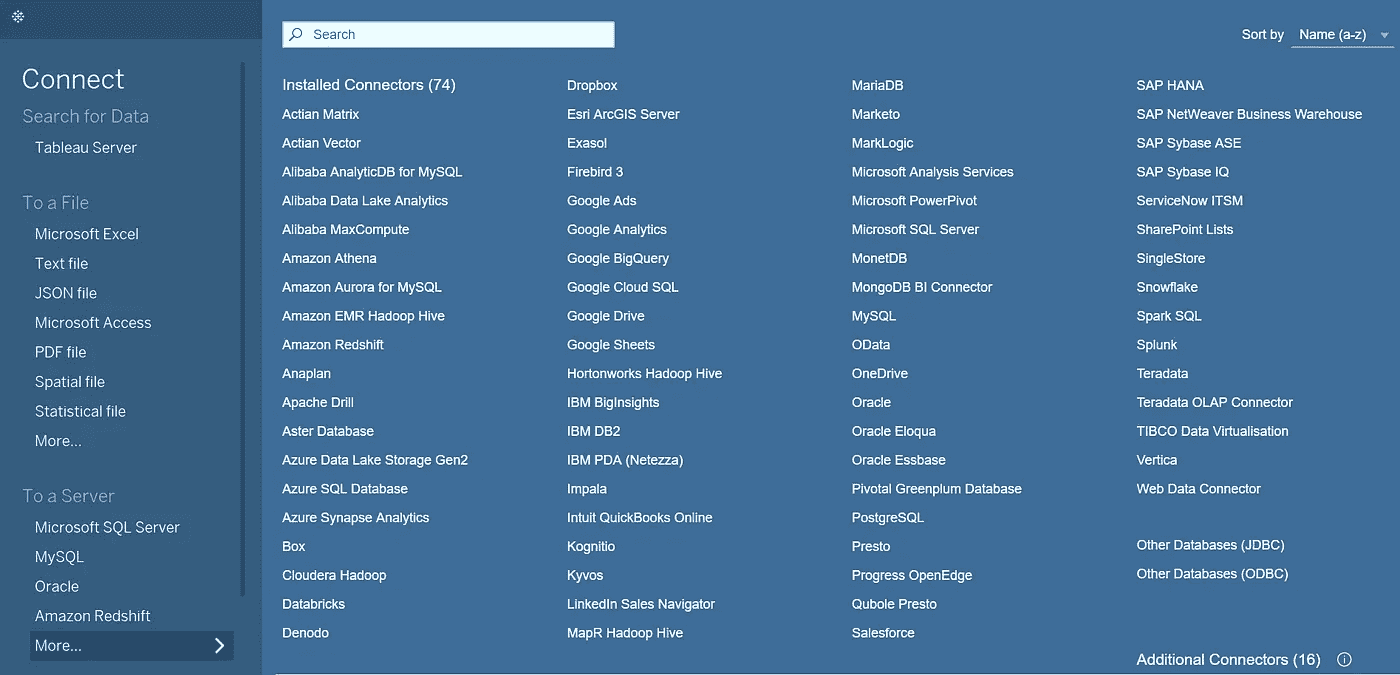 Connect
Search for Data
Tableau Server
To a File
Microsoft Excel
Text file
JSON file
Microsoft Access
PDF file
Spatial file
Statistical file
More...
To a Server
Microsoft SQL Server
MySQL
Oracle
Amazon Redshift
More...
Search
Sort by Name (a-z)
Installed Connectors (74)
Actian Matrix
Actian Vector
Alibaba AnalyticDB for MySQL
Alibaba Data Lake Analytics
Alibaba MaxCompute
Amazon Athena
Amazon Aurora for MySQL
Amazon EMR Hadoop Hive
Amazon Redshift
Anaplan
Apache Drill
Aster Database
Azure Data Lake Storage Gen2
Azure SQL Database
Azure Synapse Analytics
Box
Cloudera Hadoop
Databricks
Denodo
Dropbox
Esri ArcGIS Server
Exasol
Firebird 3
Google Ads
Google Analytics
Google BigQuery
Google Cloud SQL
Google Drive
Google Sheets
Hortonworks Hadoop Hive
IBM BigInsights
IBM DB2
IBM PDA (Netezza)
Impala
Intuit QuickBooks Online
Kognitio
Kyvos
LinkedIn Sales Navigator
MapR Hadoop Hive
MariaDB
Marketo
MarkLogic
Microsoft Analysis Services
Microsoft PowerPivot
Microsoft SQL Server
MonetDB
MongoDB BI Connector
MySQL
OData
OneDrive
Oracle
Oracle Eloqua
Oracle Essbase
Pivotal Greenplum Database
PostgreSQL
Presto
Progress OpenEdge
Qubole Presto
Salesforce
SAP HANA
SAP NetWeaver Business Warehouse
SAP Sybase ASE
SAP Sybase IQ
ServiceNow ITSM
SharePoint Lists
SingleStore
Snowflake
Spark SQL
Splunk
Teradata
Teradata OLAP Connector
TIBCO Data Virtualisation
Vertica
Web Data Connector
Other Databases (JDBC)
Other Databases (ODBC)
Additional Connectors (16)